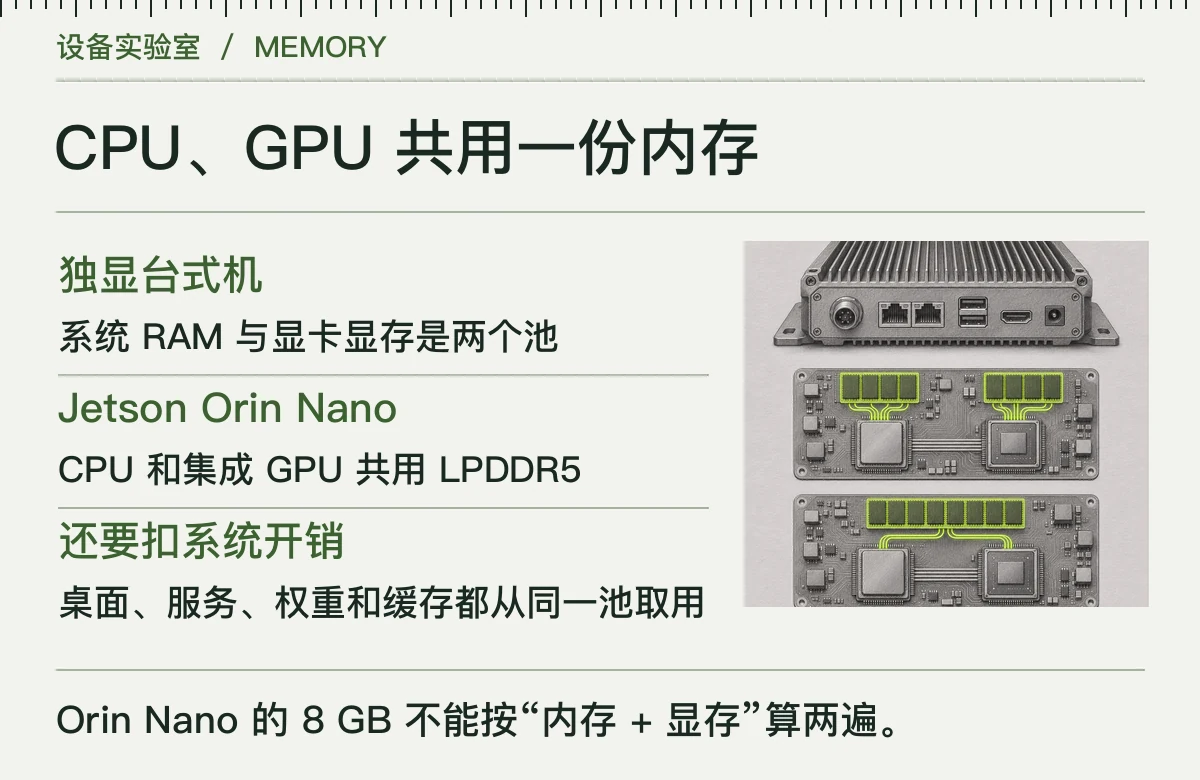 设备实验室 / MEMORY
CPU、GPU 共用一份内存
独显台式机
系统 RAM 与显卡显存是两个池
Jetson Orin Nano
CPU 和集成 GPU 共用 LPDDR5
还要扣系统开销
桌面、服务、权重和缓存都从同一池取用
Orin Nano 的 8 GB 不能按“内存 + 显存”算两遍。